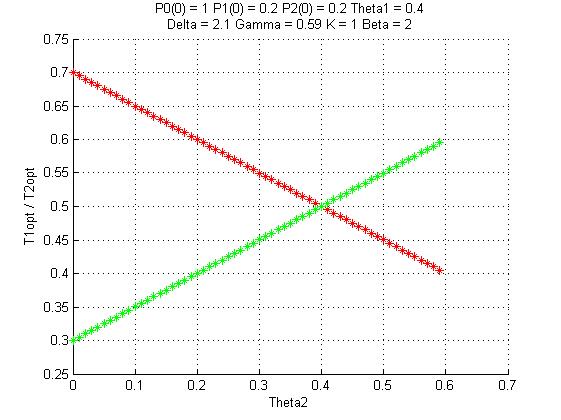 P0(0) = 1 P1(0) = 0.2 P2(0) = 0.2 Theta1 = 0.4
Delta = 2.1 Gamma = 0.59 K = 1 Beta = 2
0.75
0.7
0.65
0.6
0.55
0.5
0.45
0.4
0.35
0.3
0.25
T1opt / T2opt
0 0.1 0.2 0.3 0.4 0.5 0.6 0.7
Theta2